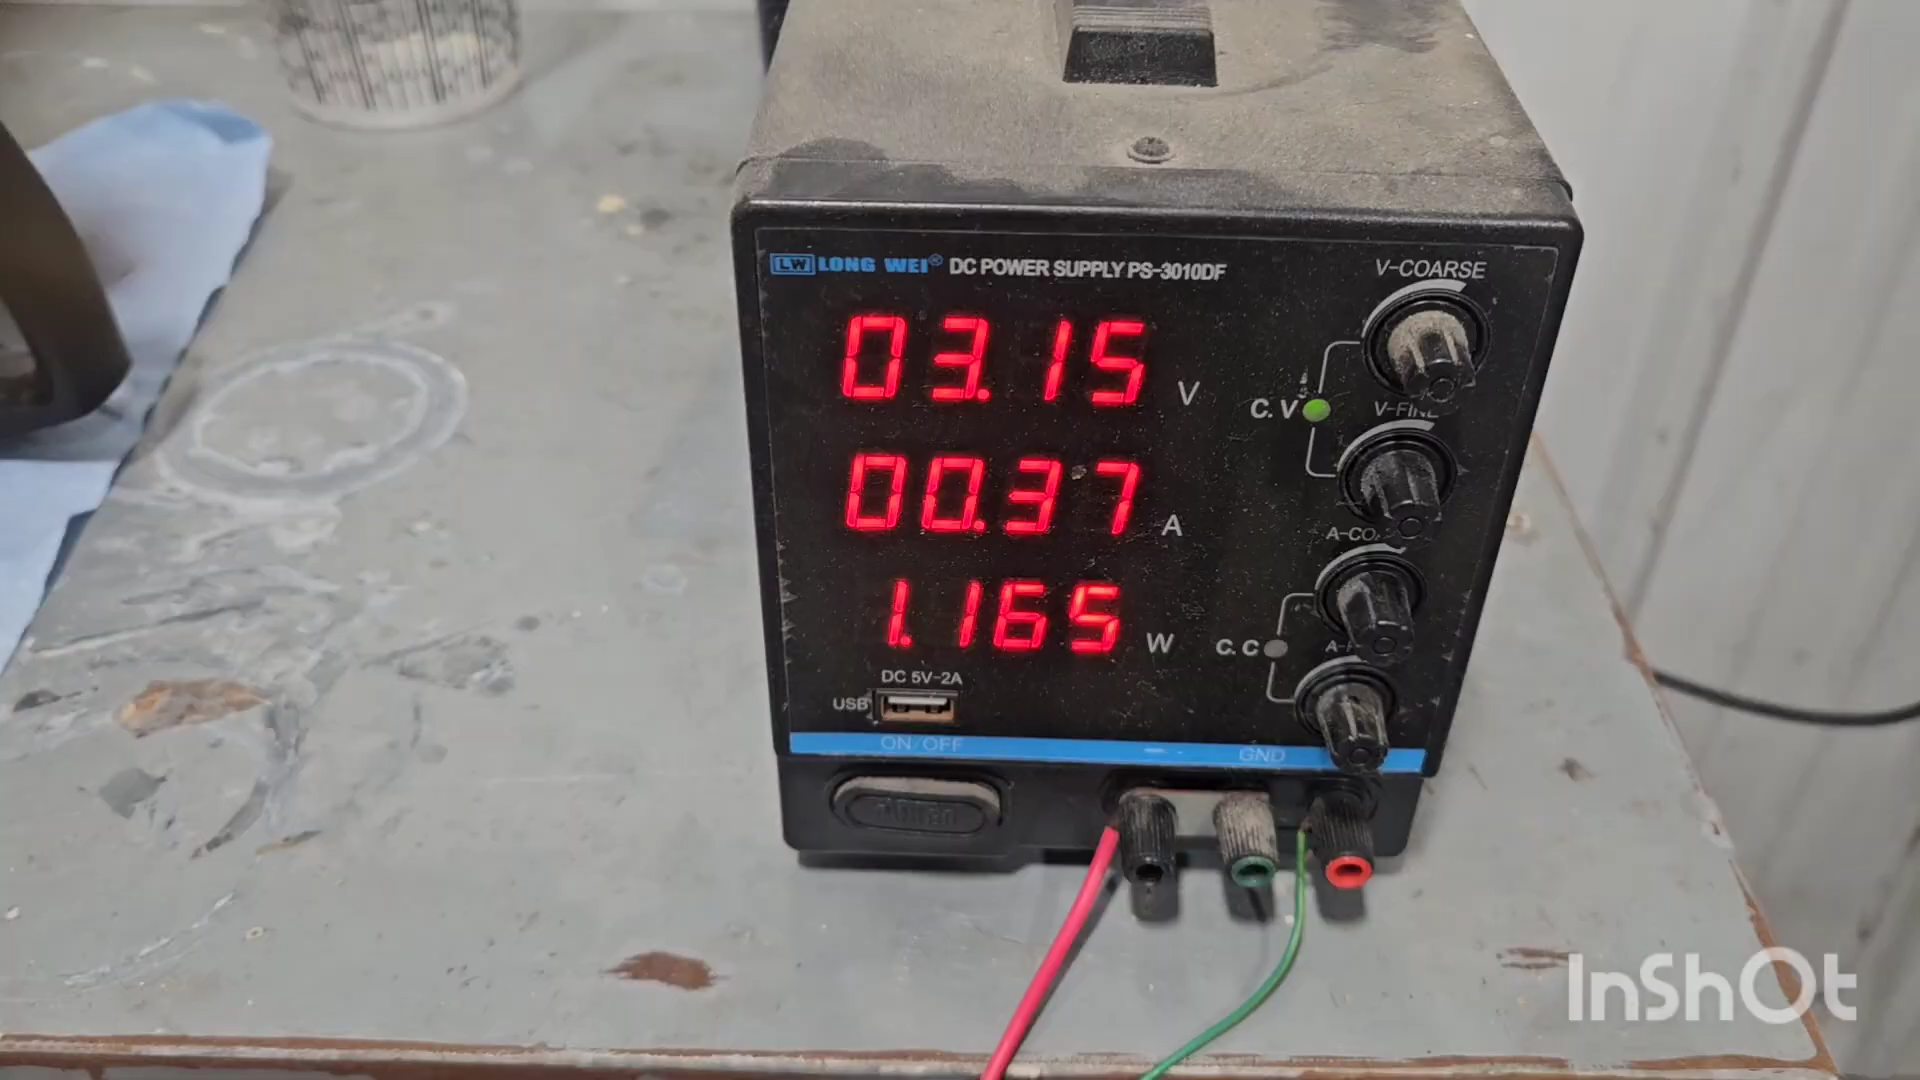 LW LONG WEI® DC POWER SUPPLY PS-3010DF
V-COARSE
03.15 V
C.V
V-FINE
00.37 A
1.165 W
C.C
DC 5V-2A
USB
ON/OFF
- GND
InShOt